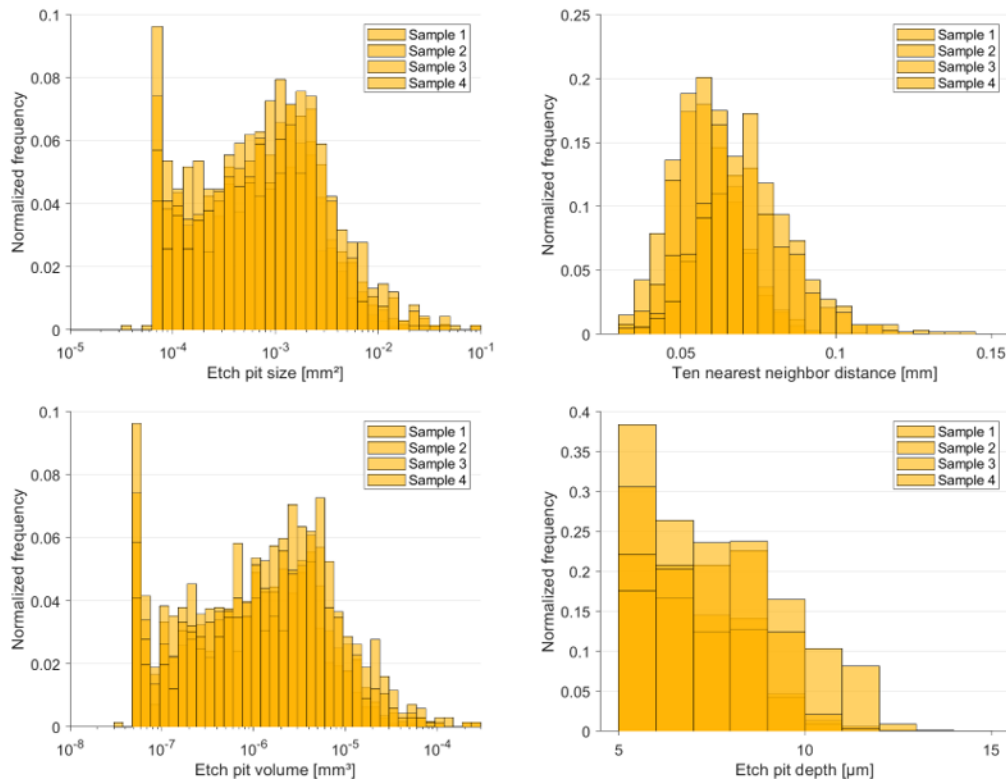 0.1
0.08
0.06
0.04
0.02
0
Normalized frequency
Sample 1
Sample 2
Sample 3
Sample 4
10⁻⁵ 10⁻⁴ 10⁻³ 10⁻² 10⁻¹
Etch pit size [mm²]
0.25
0.2
0.15
0.1
0.05
0
Normalized frequency
Sample 1
Sample 2
Sample 3
Sample 4
0.05 0.1 0.15
Ten nearest neighbor distance [mm]
0.1
0.08
0.06
0.04
0.02
0
Normalized frequency
Sample 1
Sample 2
Sample 3
Sample 4
10⁻⁸ 10⁻⁷ 10⁻⁶ 10⁻⁵ 10⁻⁴
Etch pit volume [mm³]
0.4
0.35
0.3
0.25
0.2
0.15
0.1
0.05
0
Normalized frequency
Sample 1
Sample 2
Sample 3
Sample 4
5 10 15
Etch pit depth [µm]